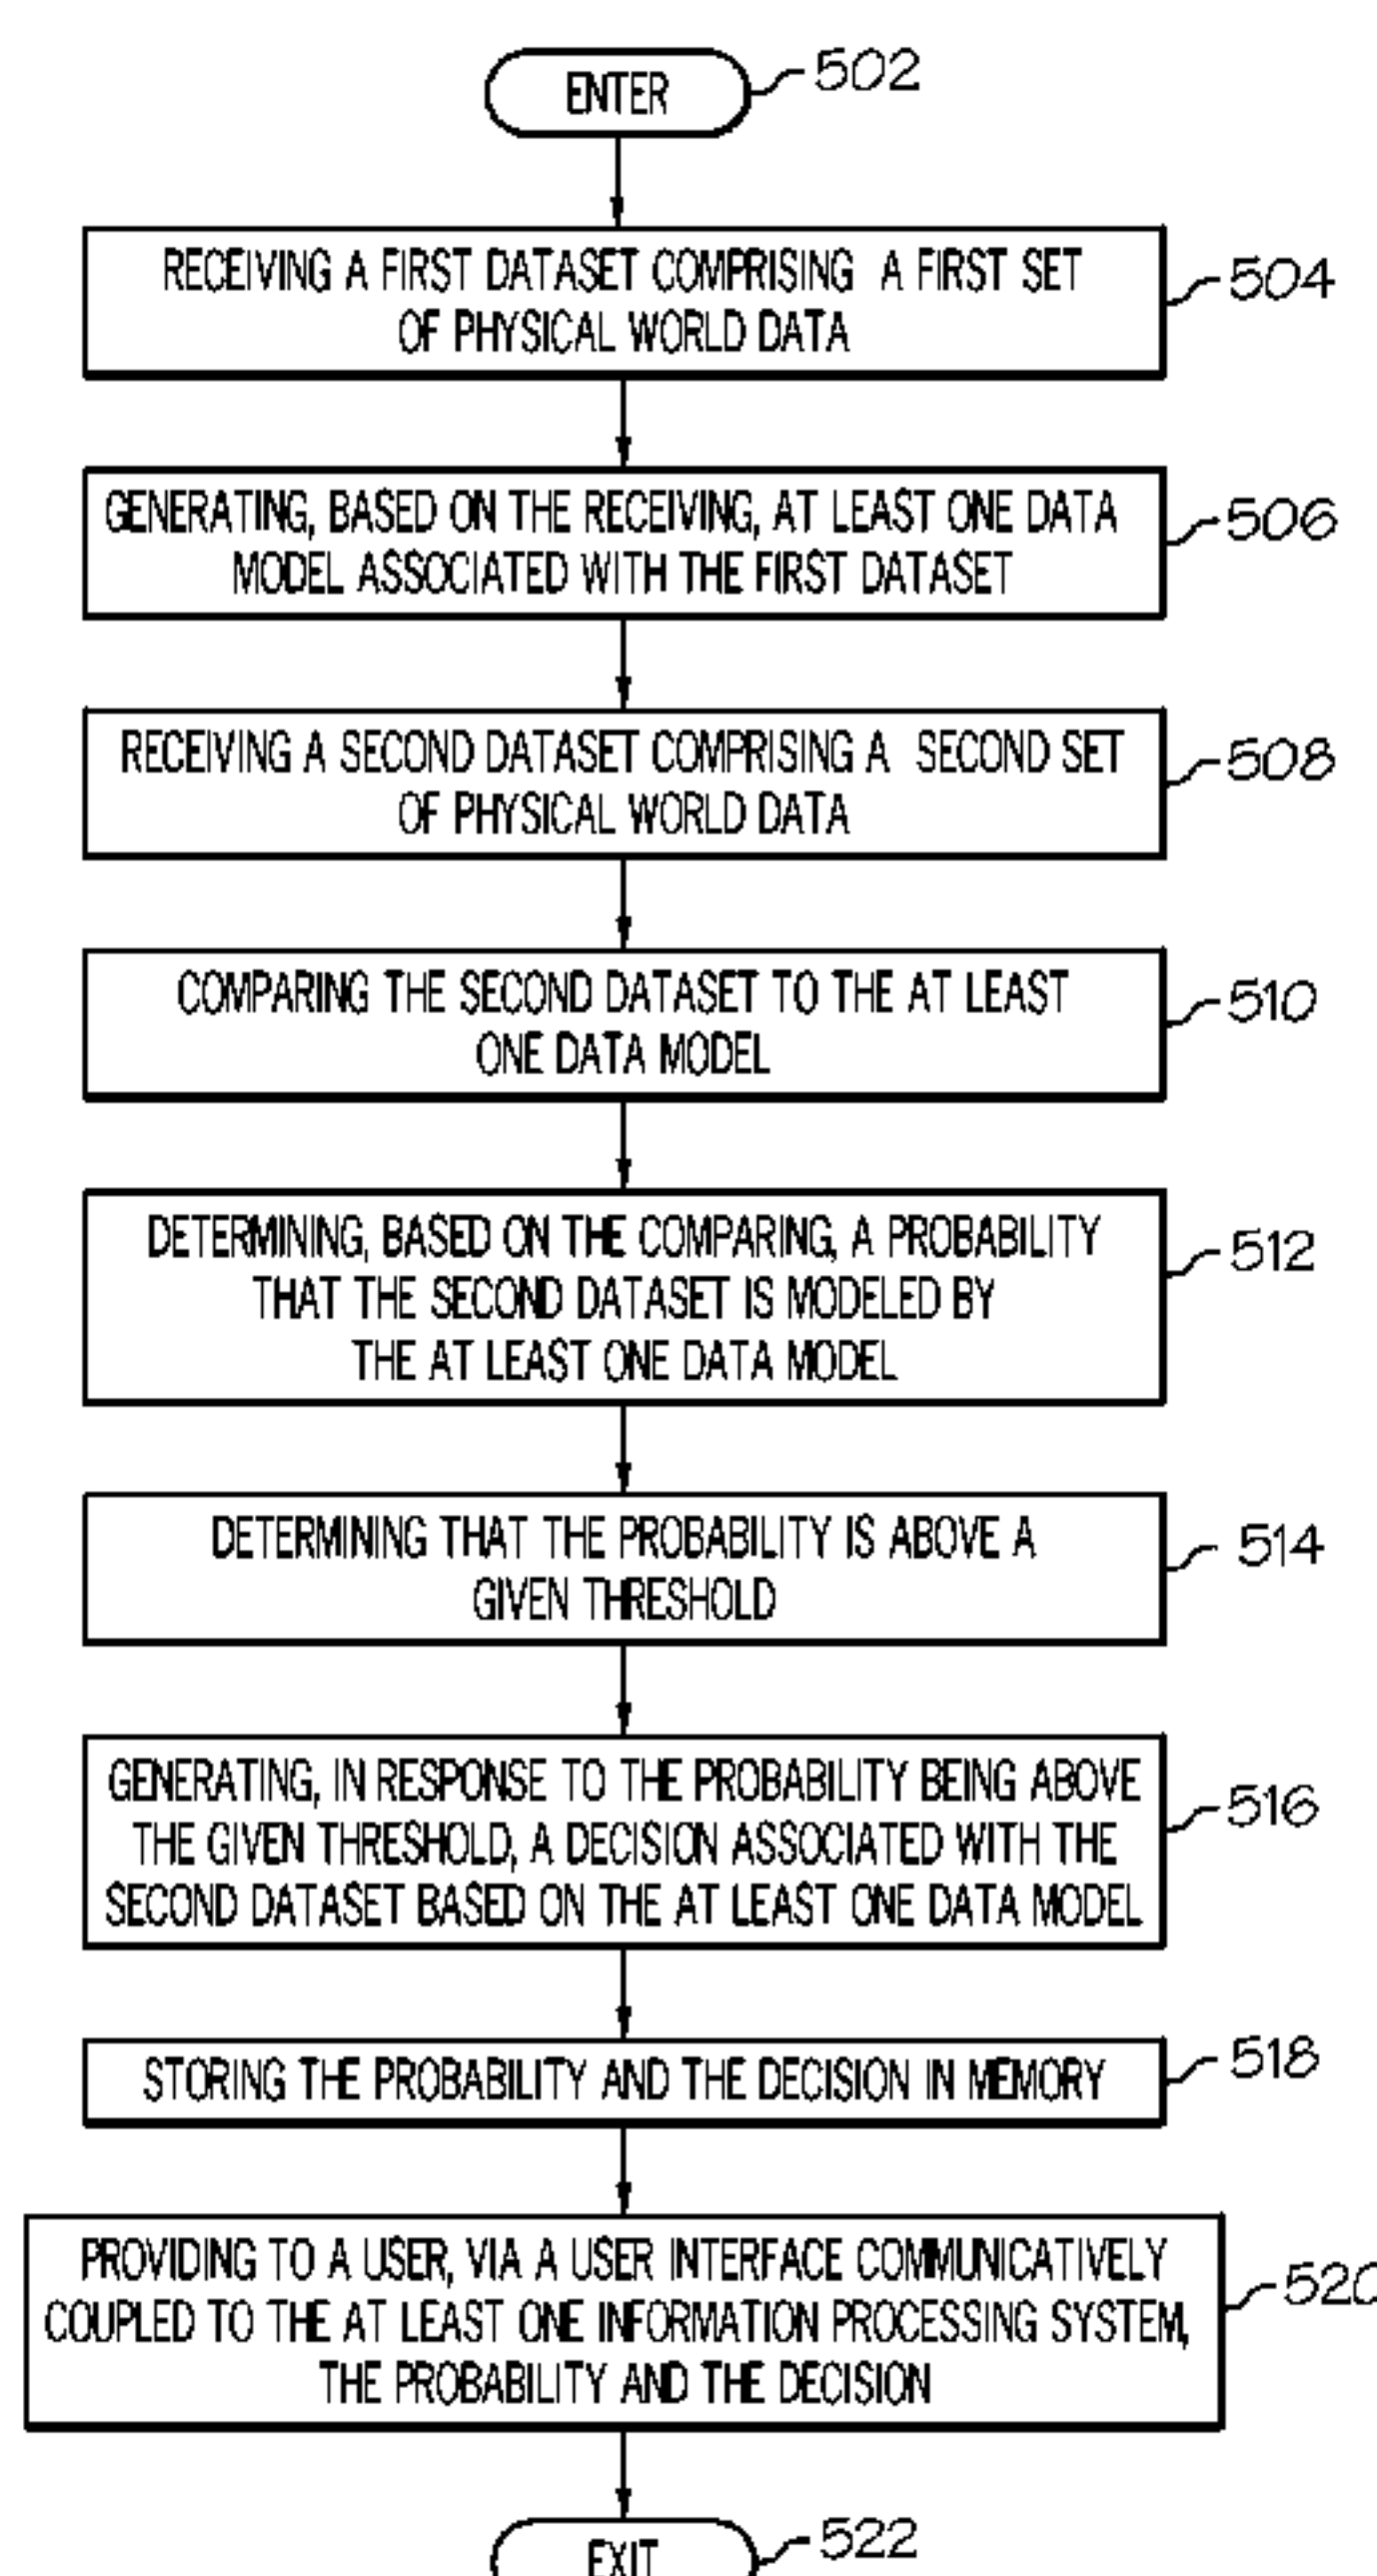 ENTER
502
RECEIVING A FIRST DATASET COMPRISING A FIRST SET
OF PHYSICAL WORLD DATA
504
GENERATING, BASED ON THE RECEIVING, AT LEAST ONE DATA
MODEL ASSOCIATED WITH THE FIRST DATASET
506
RECEIVING A SECOND DATASET COMPRISING A SECOND SET
OF PHYSICAL WORLD DATA
508
COMPARING THE SECOND DATASET TO THE AT LEAST
ONE DATA MODEL
510
DETERMINING, BASED ON THE COMPARING, A PROBABILITY
THAT THE SECOND DATASET IS MODELED BY
THE AT LEAST ONE DATA MODEL
512
DETERMINING THAT THE PROBABILITY IS ABOVE A
GIVEN THRESHOLD
514
GENERATING, IN RESPONSE TO THE PROBABILITY BEING ABOVE
THE GIVEN THRESHOLD, A DECISION ASSOCIATED WITH THE
SECOND DATASET BASED ON THE AT LEAST ONE DATA MODEL
516
STORING THE PROBABILITY AND THE DECISION IN MEMORY
518
PROVIDING TO A USER, VIA A USER INTERFACE COMMUNICATIVELY
COUPLED TO THE AT LEAST ONE INFORMATION PROCESSING SYSTEM,
THE PROBABILITY AND THE DECISION
520
EXIT
522